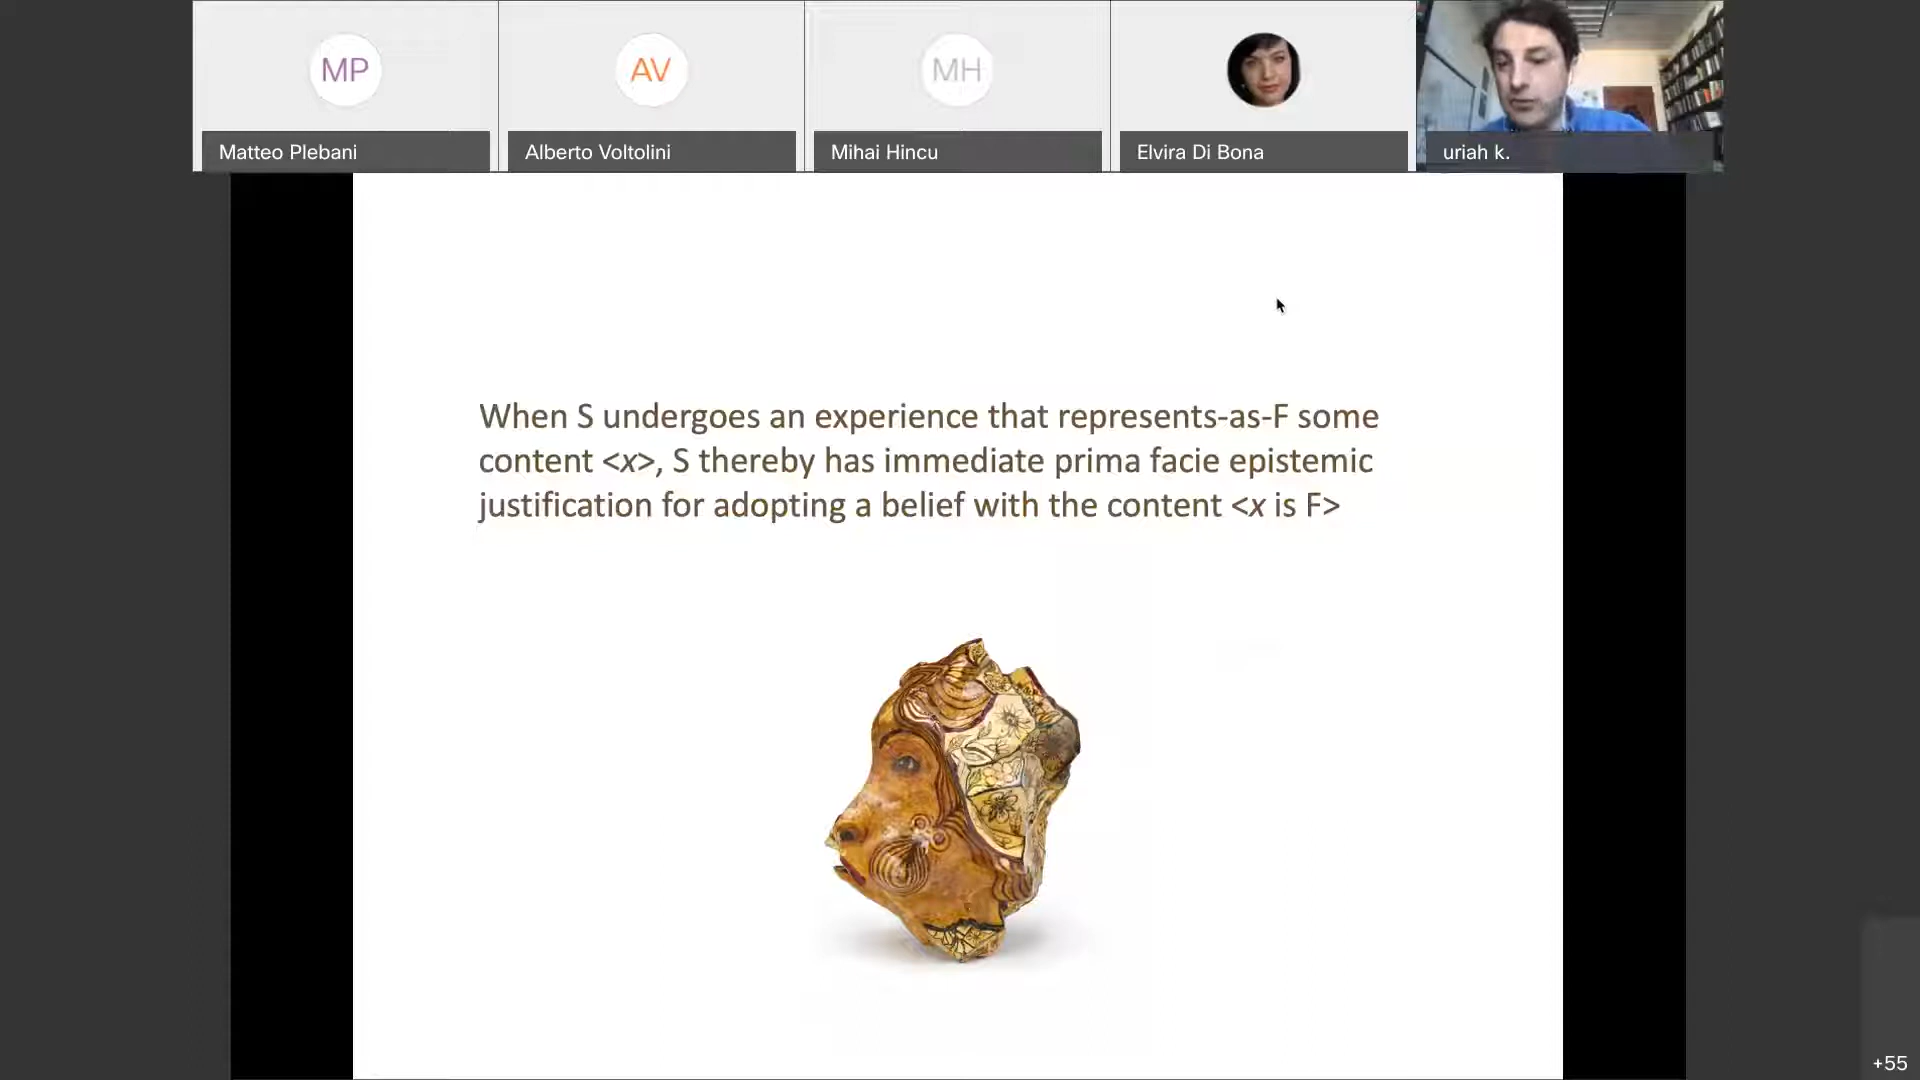 MP
AV
MH
Matteo Plebani
Alberto Voltolini
Mihai Hincu
Elvira Di Bona
uriah k.
When S undergoes an experience that represents-as-F some
content <x>, S thereby has immediate prima facie epistemic
justification for adopting a belief with the content <x is F>
+55